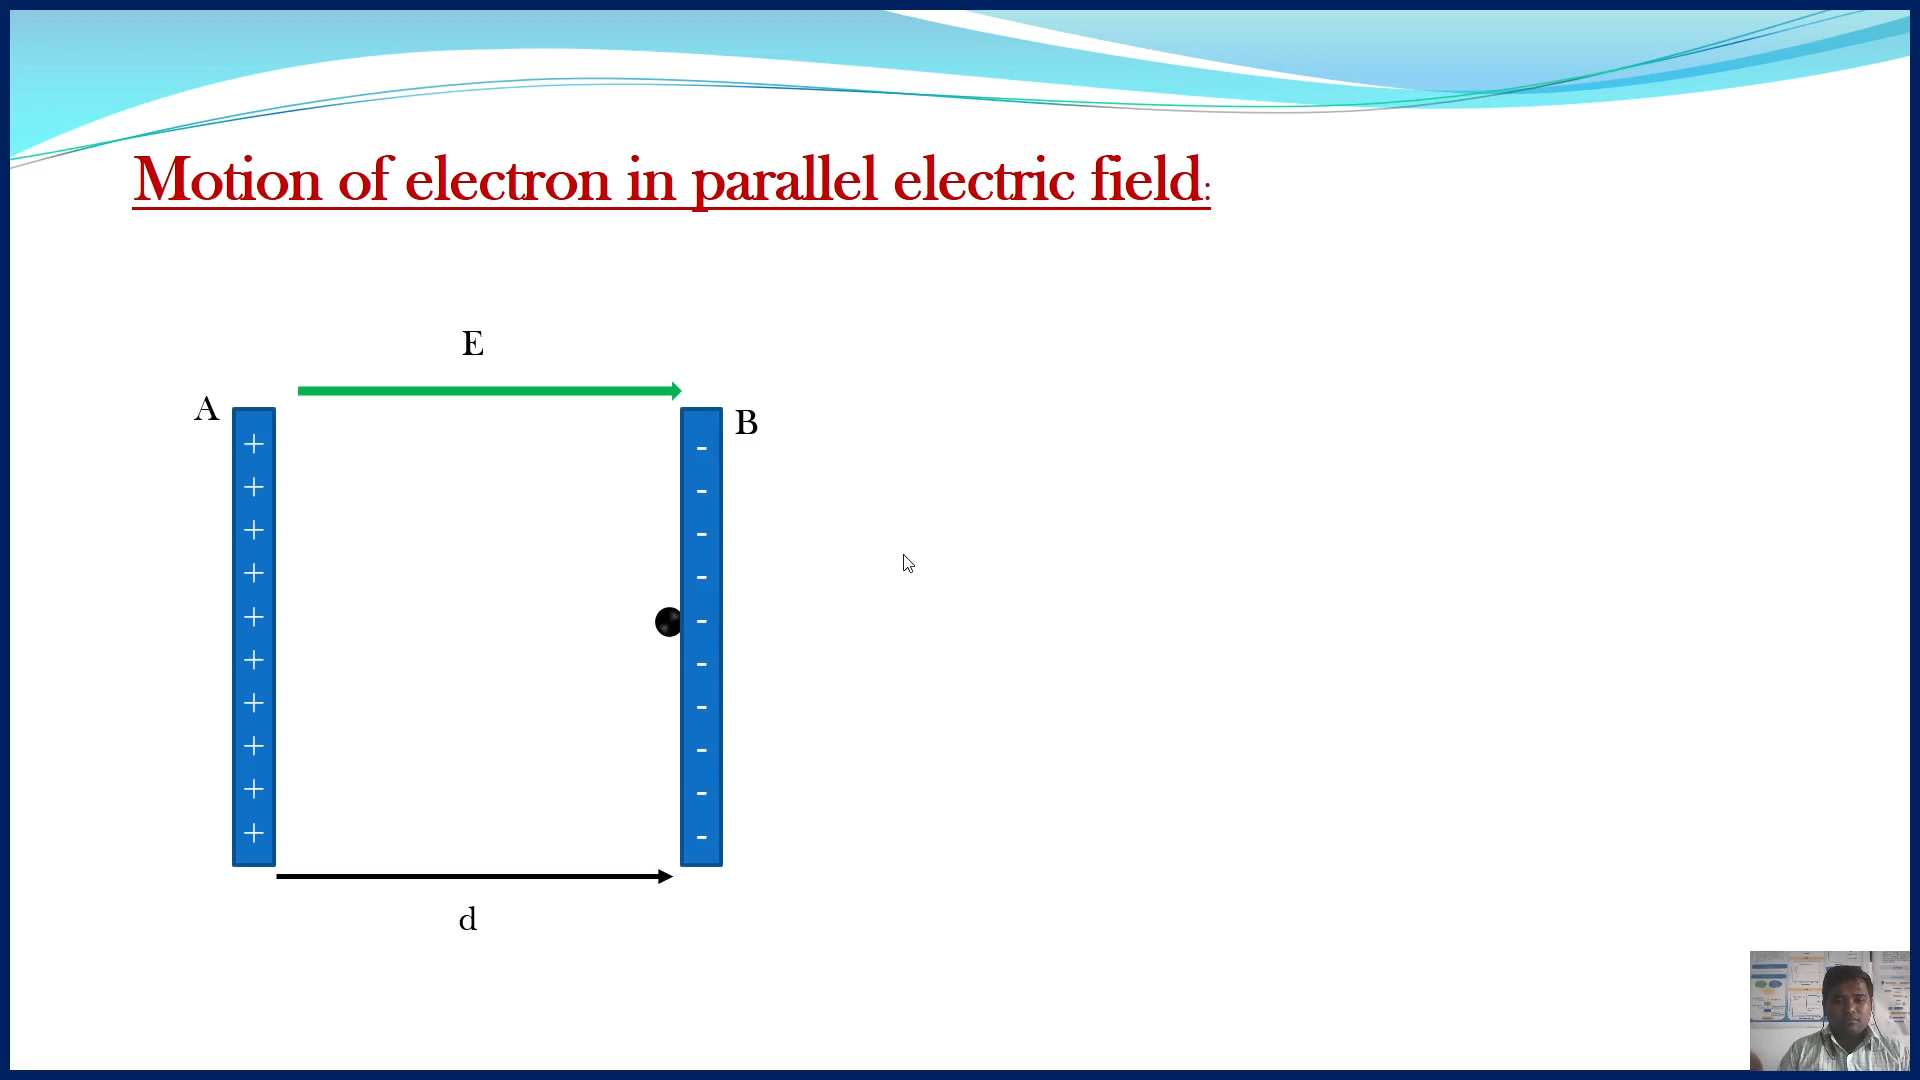 Motion of electron in parallel electric field:
E
A
B
+ -
+ -
+ -
+ -
+ -
+ -
+ -
+ -
+ -
+ -
d